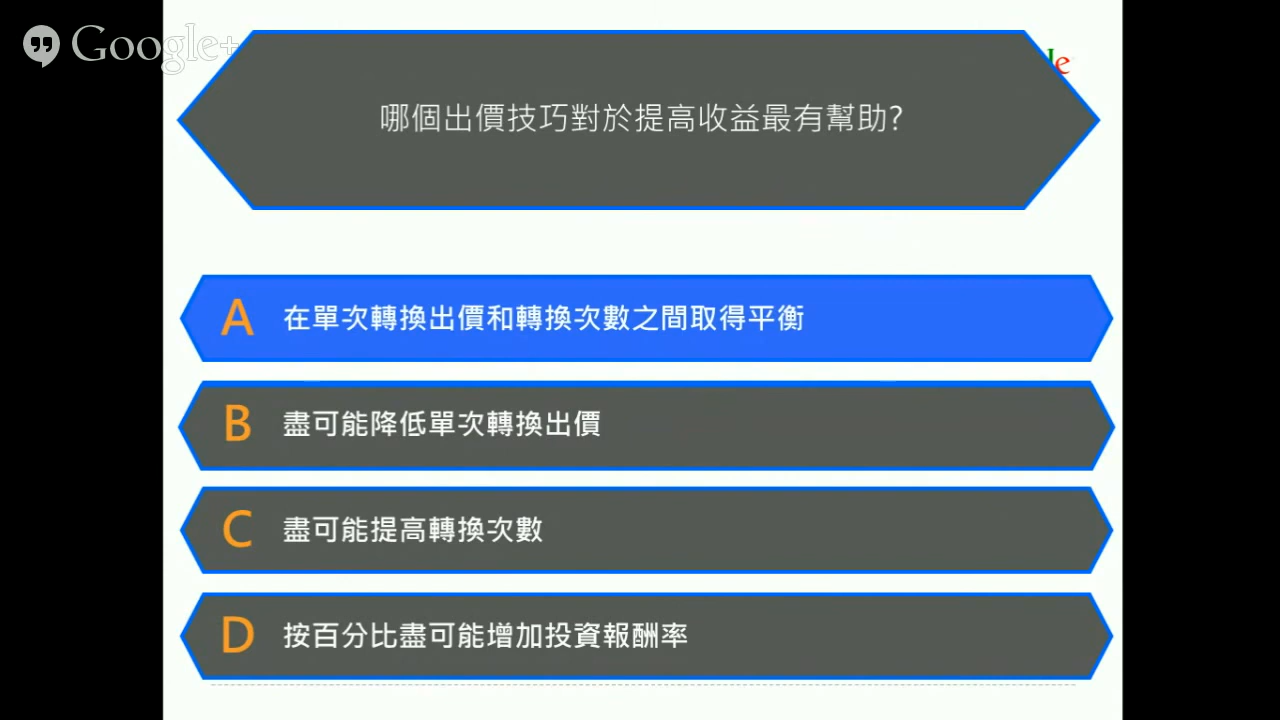 Google+
le
哪個出價技巧對於提高收益最有幫助?
A 在單次轉換出價和轉換次數之間取得平衡
B 盡可能降低單次轉換出價
C 盡可能提高轉換次數
D 按百分比盡可能增加投資報酬率